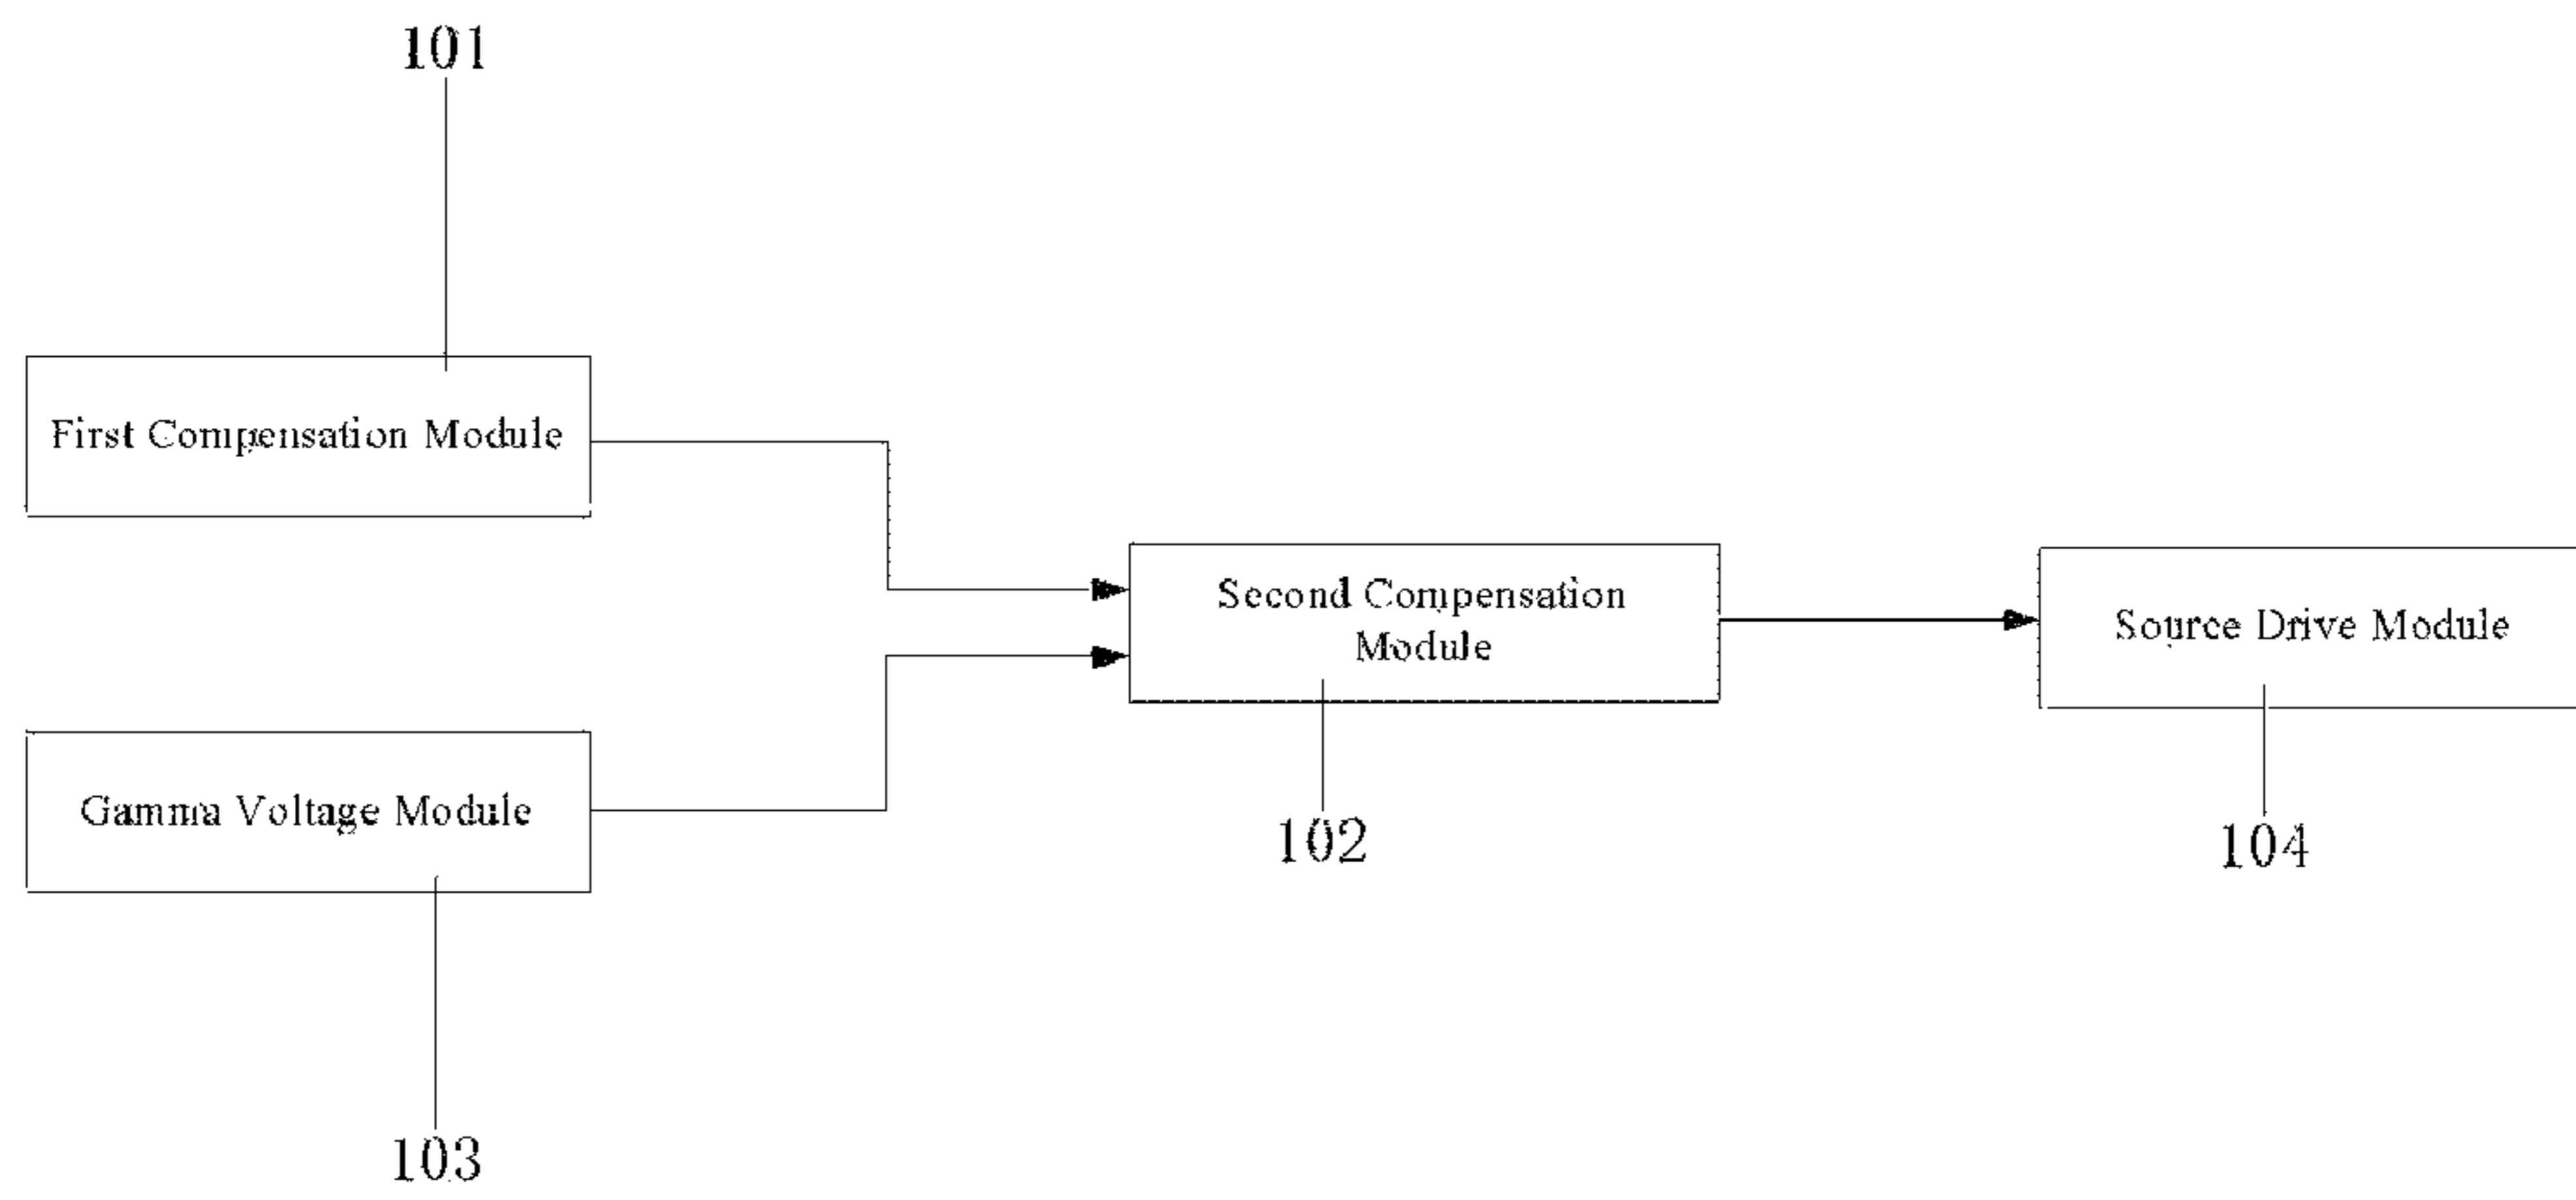 101
First Compensation Module
Second Compensation
Module
Source Drive Module
Gamma Voltage Module
102
104
103